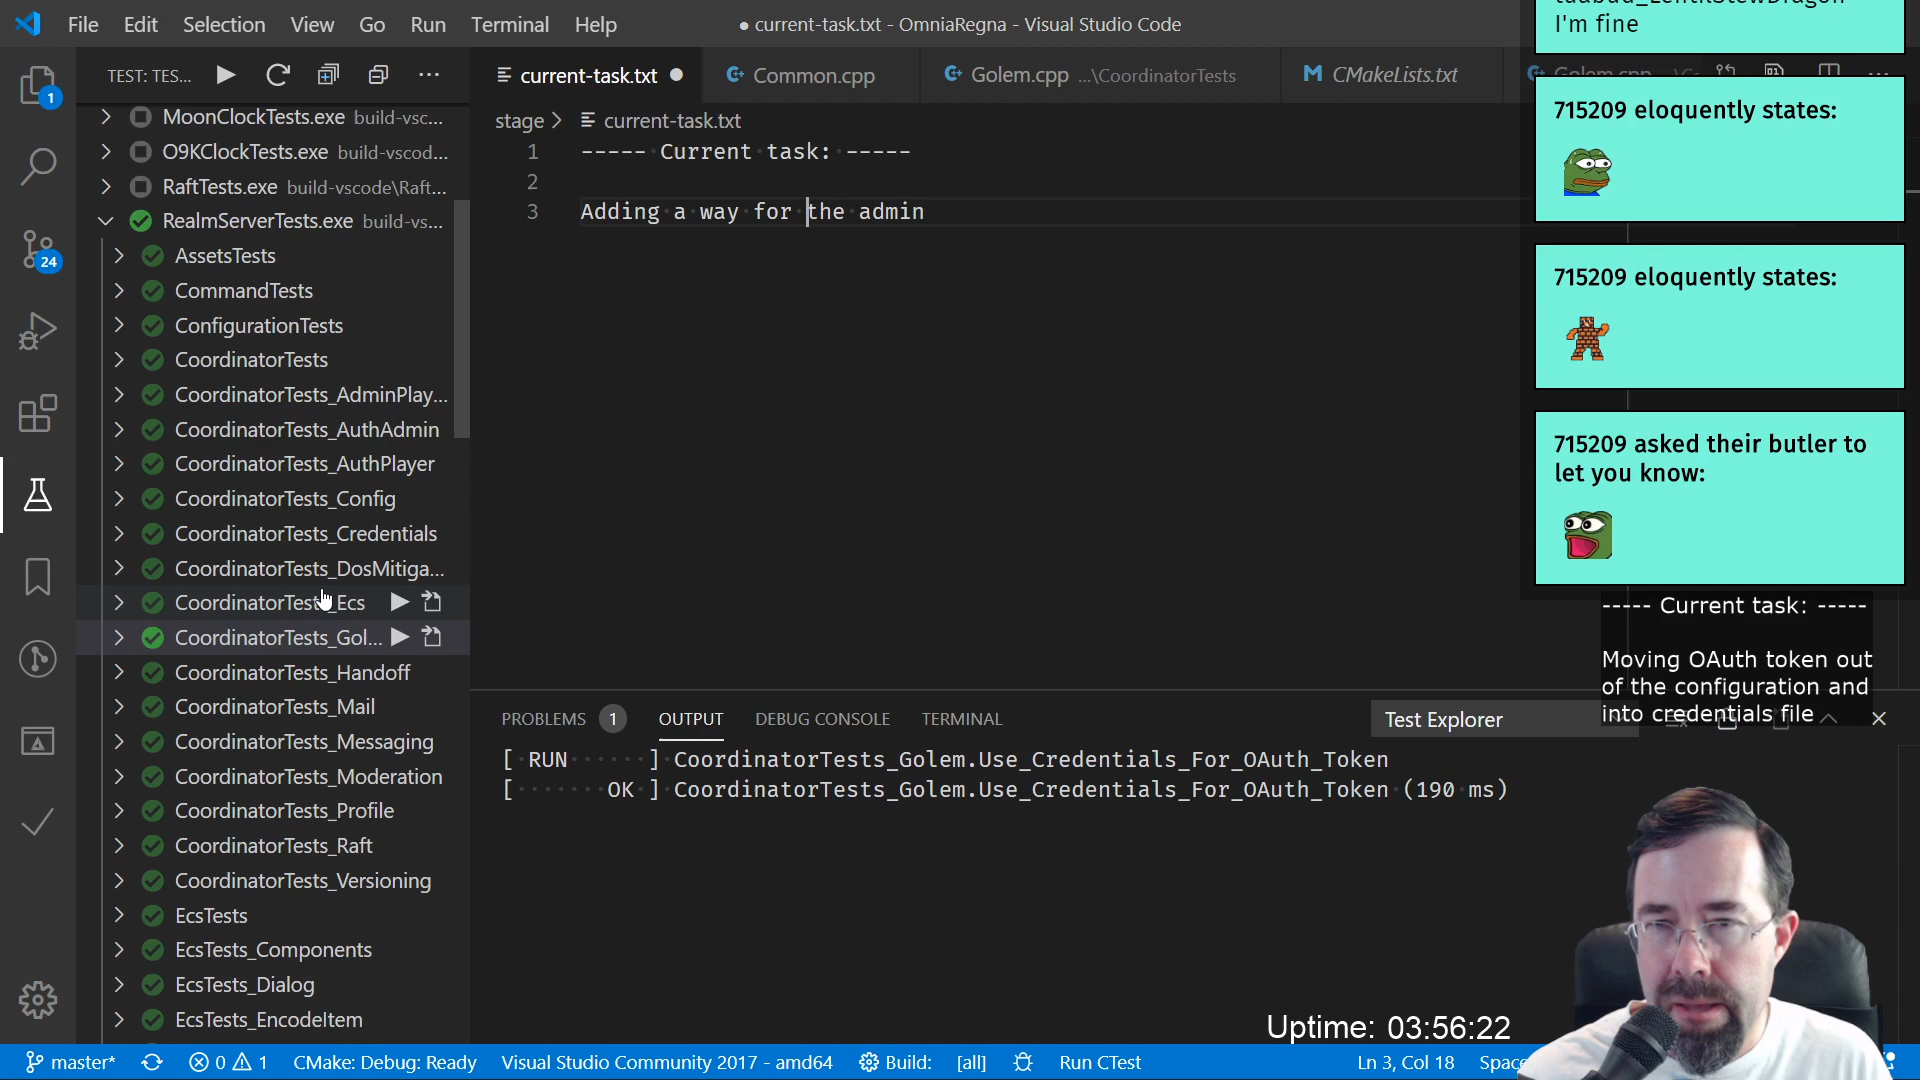 File Edit Selection View Go Run Terminal Help
● current-task.txt - OmniaRegna - Visual Studio Code
I'm fine
1
TEST: TES...
current-task.txt
Common.cpp
Golem.cpp ...\CoordinatorTests
CMakeLists.txt
715209 eloquently states:
MoonClockTests.exe build-vsc...
stage > current-task.txt
O9KClockTests.exe build-vscod...
1 ----- Current task: -----
RaftTests.exe build-vscode\Raft...
2
RealmServerTests.exe build-vs...
3 Adding a way for the admin
24
AssetsTests
715209 eloquently states:
CommandTests
ConfigurationTests
CoordinatorTests
CoordinatorTests_AdminPlay...
CoordinatorTests_AuthAdmin
715209 asked their butler to
let you know:
CoordinatorTests_AuthPlayer
CoordinatorTests_Config
CoordinatorTests_Credentials
CoordinatorTests_DosMitiga...
CoordinatorTests_Ecs
----- Current task: -----
CoordinatorTests_Gol...
Moving OAuth token out
of the configuration and
into credentials file
CoordinatorTests_Handoff
CoordinatorTests_Mail
PROBLEMS 1 OUTPUT DEBUG CONSOLE TERMINAL
Test Explorer
CoordinatorTests_Messaging
[ RUN      ] CoordinatorTests_Golem.Use_Credentials_For_OAuth_Token
CoordinatorTests_Moderation
[       OK ] CoordinatorTests_Golem.Use_Credentials_For_OAuth_Token (190 ms)
CoordinatorTests_Profile
CoordinatorTests_Raft
CoordinatorTests_Versioning
EcsTests
EcsTests_Components
EcsTests_Dialog
EcsTests_EncodeItem
Uptime: 03:56:22
master* 0 1 CMake: Debug: Ready Visual Studio Community 2017 - amd64 Build: [all] Run CTest Ln 3, Col 18